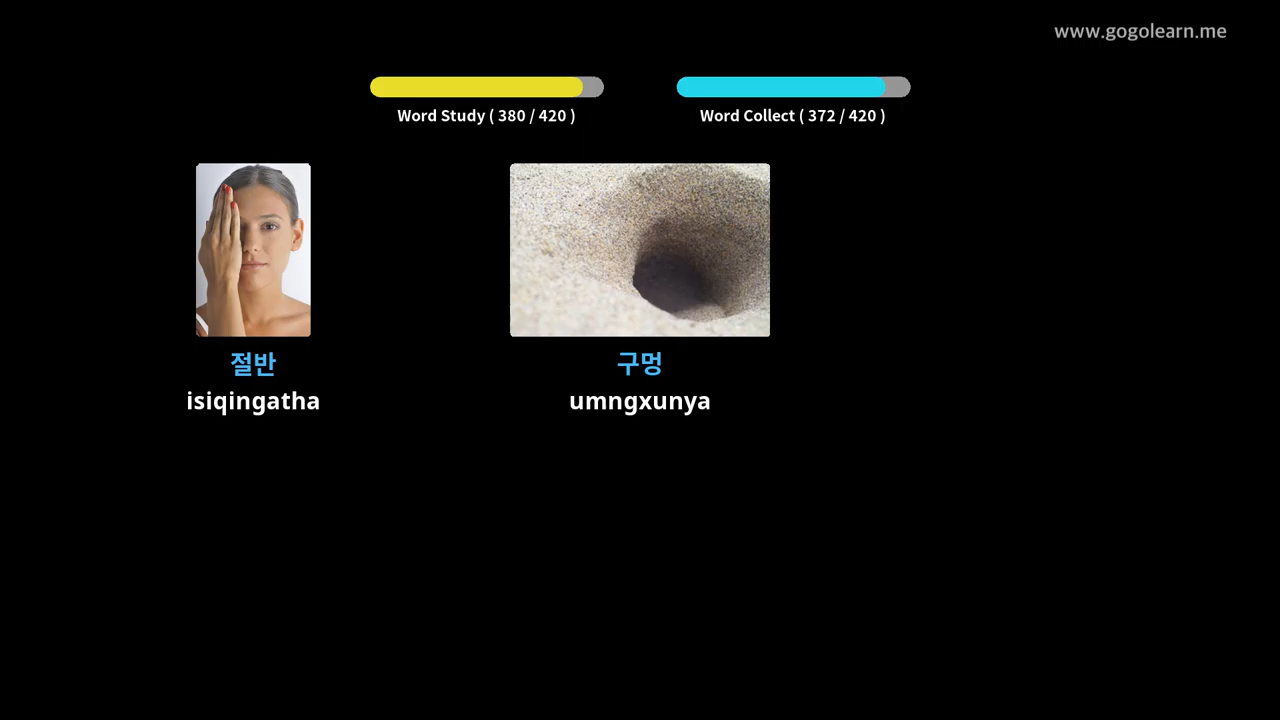 www.gogolearn.me
Word Study ( 380 / 420 )
Word Collect ( 372 / 420 )
절반
isiqingatha
구멍
umngxunya